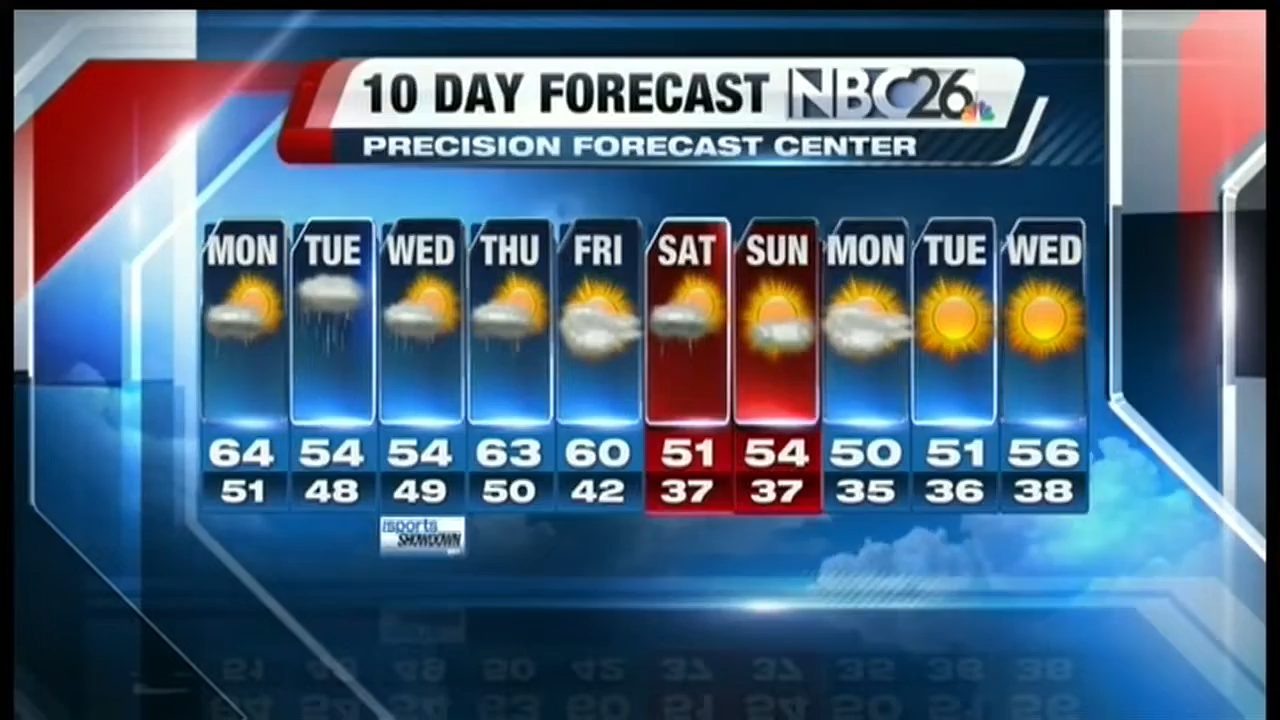 10 DAY FORECAST NBC26
PRECISION FORECAST CENTER
MON TUE WED THU FRI SAT SUN MON TUE WED
64 54 54 63 60 51 54 50 51 56
51 48 49 50 42 37 37 35 36 38
sports
SHOWDOWN